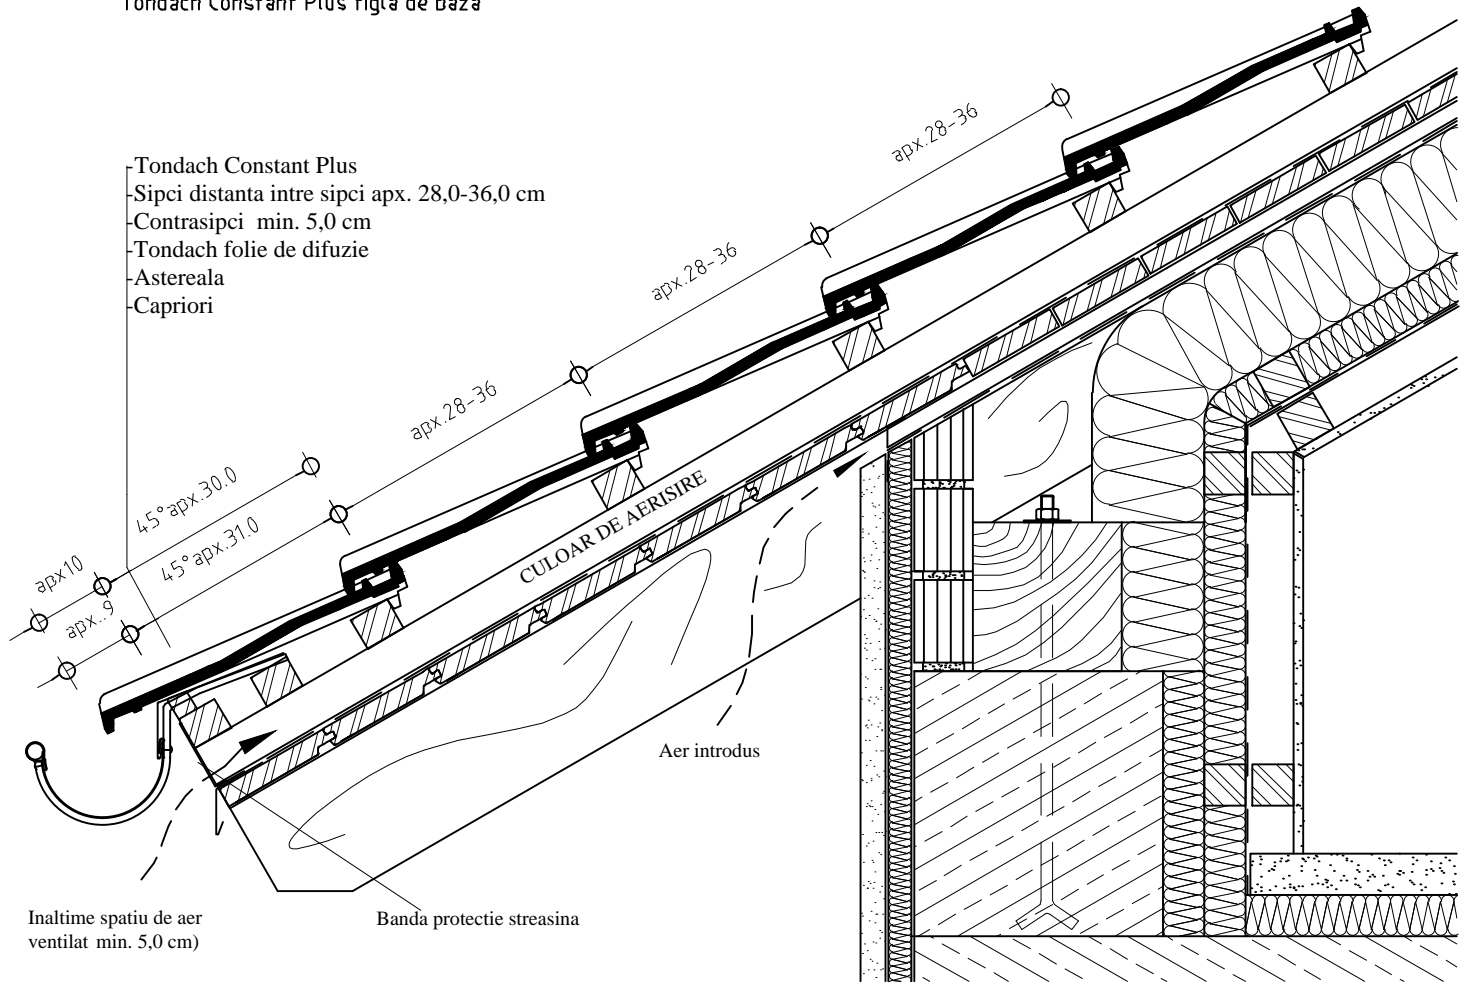 Tondach Constant Plus Tigla de Baza
Tondach Constant Plus
Sipci distanta intre sipci apx. 28,0-36,0 cm
Contrasipci min. 5,0 cm
Tondach folie de difuzie
Astereala
Capriori
apx.28-36
apx.28-36
apx.28-36
45°apx.30.0
45°apx.31.0
apx10
apx..9
CULOAR DE AERISIRE
Aer introdus
Inaltime spatiu de aer
ventilat min. 5,0 cm)
Banda protectie streasina